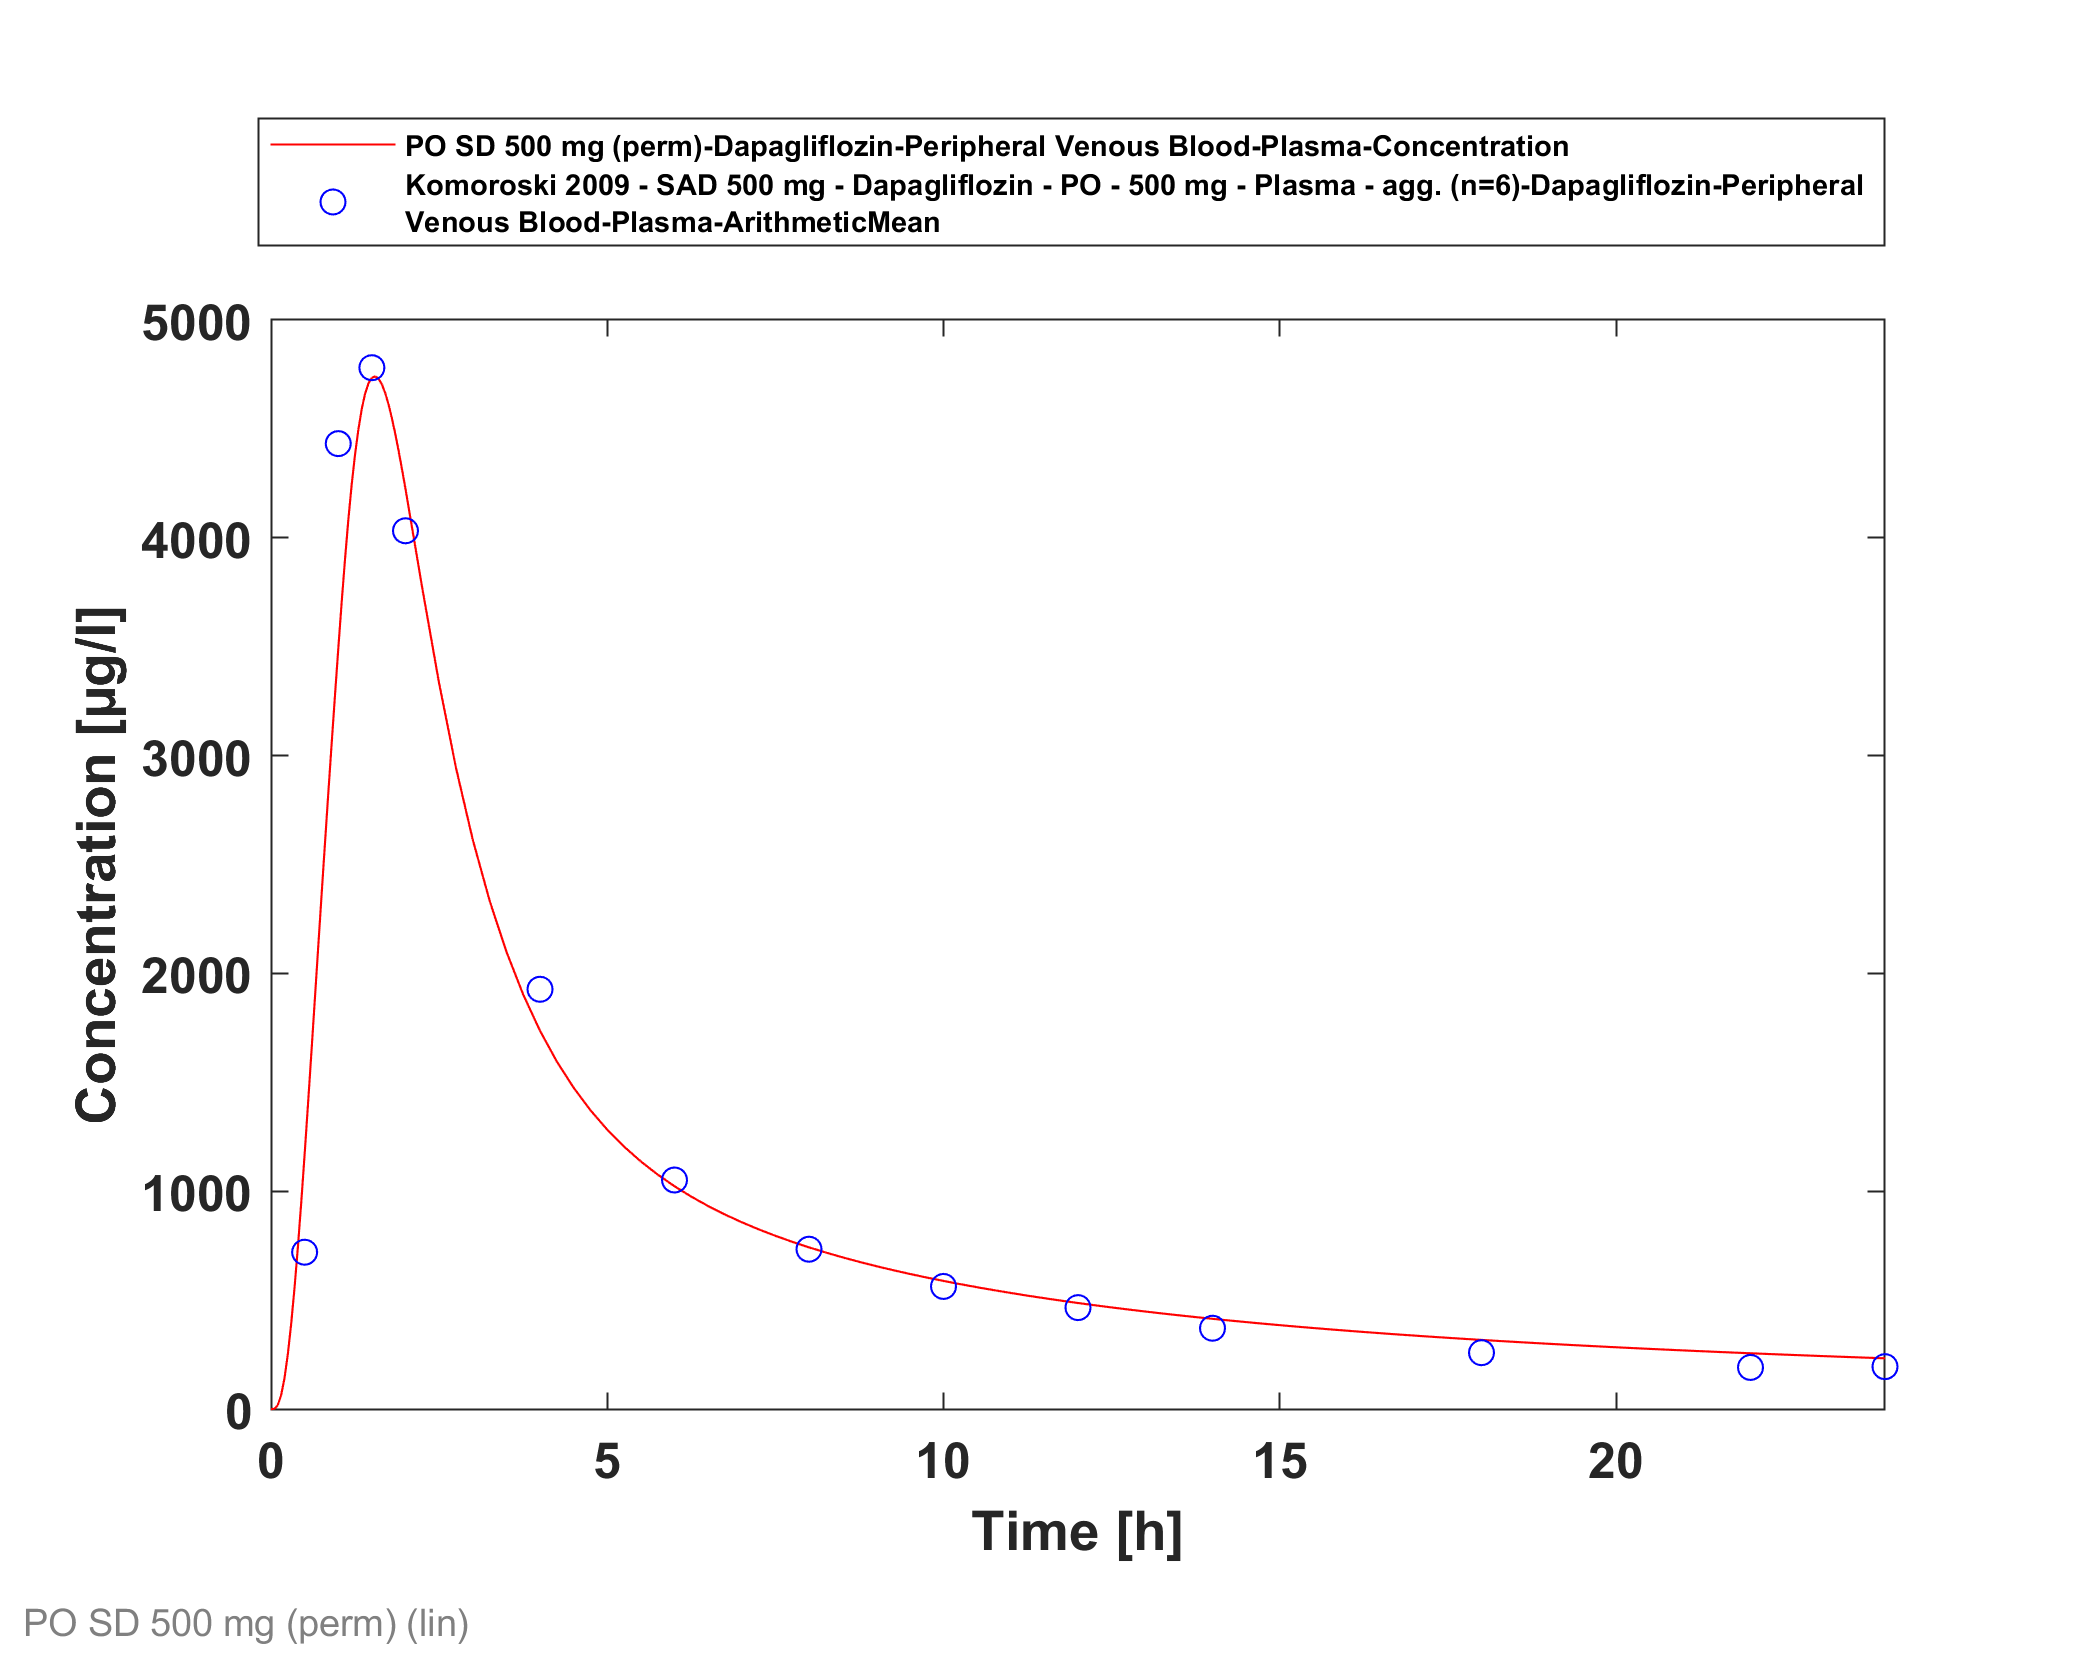 PO SD 500 mg (perm)-Dapagliflozin-Peripheral Venous Blood-Plasma-Concentration
Komoroski 2009 - SAD 500 mg - Dapagliflozin - PO - 500 mg - Plasma - agg. (n=6)-Dapagliflozin-Peripheral
Venous Blood-Plasma-ArithmeticMean
5000
4000
3000
2000
1000
0
Concentration [µg/l]
0 5 10 15 20
Time [h]
PO SD 500 mg (perm) (lin)